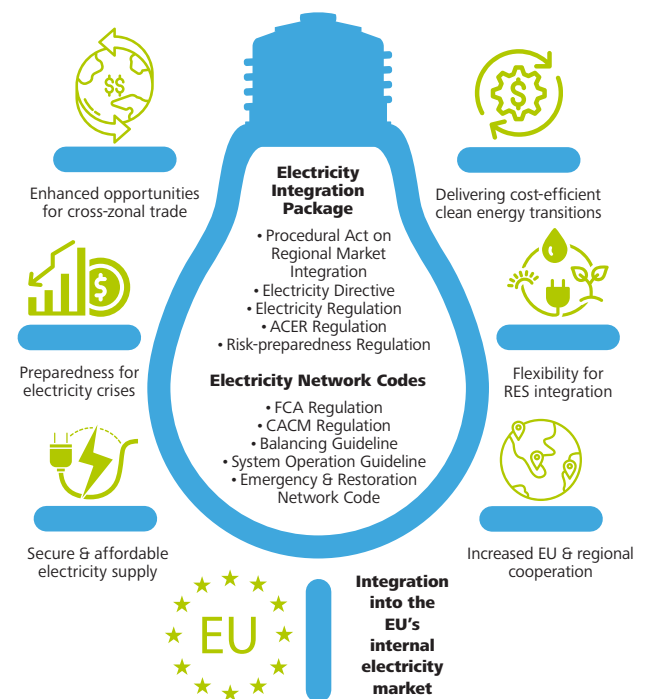 $$
Enhanced opportunities
for cross-zonal trade
$
Delivering cost-efficient
clean energy transitions
$
Preparedness for
electricity crises
Flexibility for
RES integration
Secure & affordable
electricity supply
Increased EU & regional
cooperation
Electricity
Integration
Package
• Procedural Act on
Regional Market
Integration
• Electricity Directive
• Electricity Regulation
• ACER Regulation
• Risk-preparedness Regulation
Electricity Network Codes
• FCA Regulation
• CACM Regulation
• Balancing Guideline
• System Operation Guideline
• Emergency & Restoration
Network Code
EU
Integration
into the
EU’s
internal
electricity
market